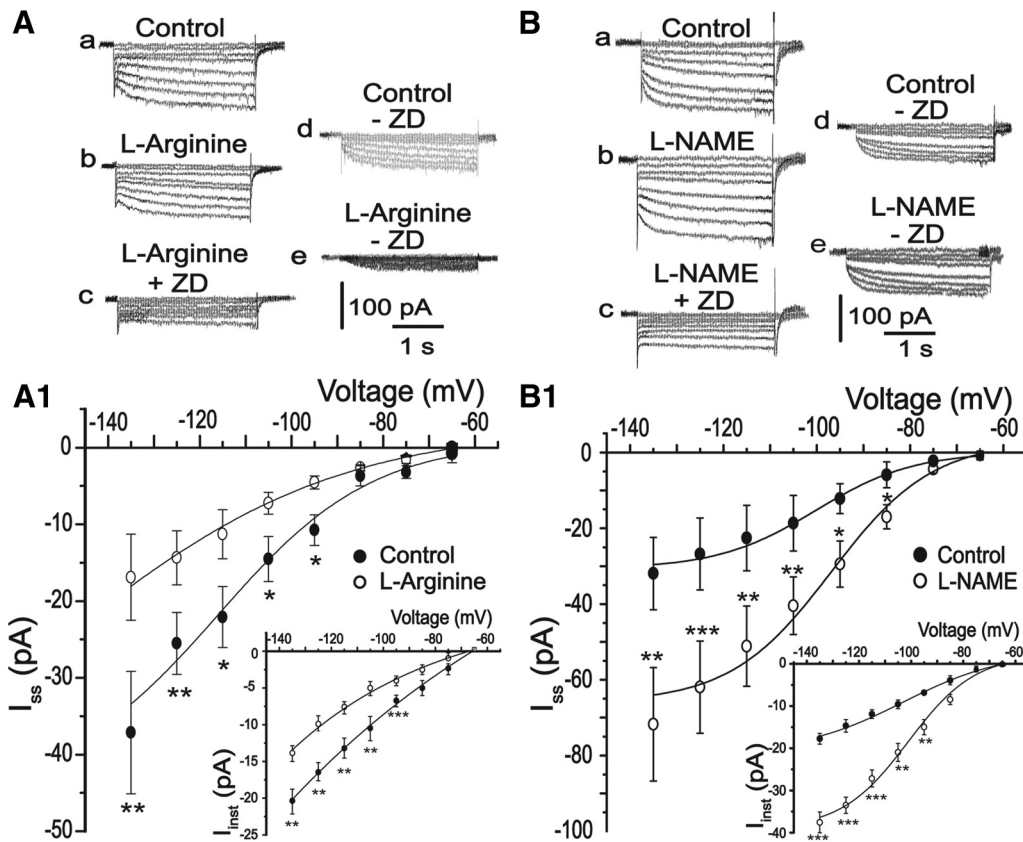 A
Control
a
L-Arginine
b
L-Arginine
+ ZD
c
Control
- ZD
d
L-Arginine
- ZD
e
100 pA
1 s
B
Control
a
L-NAME
b
L-NAME
+ ZD
c
Control
- ZD
d
L-NAME
- ZD
e
100 pA
1 s
A1
Voltage (mV)
-140 -120 -100 -80 -60
0
-10
-20
-30
-40
-50
Iss (pA)
Control
L-Arginine
*
*
*
**
**
Voltage (mV)
-140 -120 -100 -80 -60
0
-5
-10
-15
-20
-25
Iinst (pA)
***
**
**
**
**
B1
Voltage (mV)
-140 -120 -100 -80 -60
0
-20
-40
-60
-80
-100
Iss (pA)
Control
L-NAME
*
*
**
**
***
**
Voltage (mV)
-140 -120 -100 -80 -60
0
-10
-20
-30
-40
Iinst (pA)
**
**
***
***
***